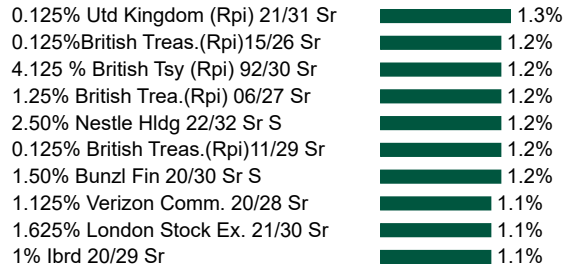 0.125% Utd Kingdom (Rpi) 21/31 Sr 1.3%
0.125%British Treas.(Rpi)15/26 Sr 1.2%
4.125 % British Tsy (Rpi) 92/30 Sr 1.2%
1.25% British Trea.(Rpi) 06/27 Sr 1.2%
2.50% Nestle Hldg 22/32 Sr S 1.2%
0.125% British Treas.(Rpi)11/29 Sr 1.2%
1.50% Bunzl Fin 20/30 Sr S 1.2%
1.125% Verizon Comm. 20/28 Sr 1.1%
1.625% London Stock Ex. 21/30 Sr 1.1%
1% Ibrd 20/29 Sr 1.1%